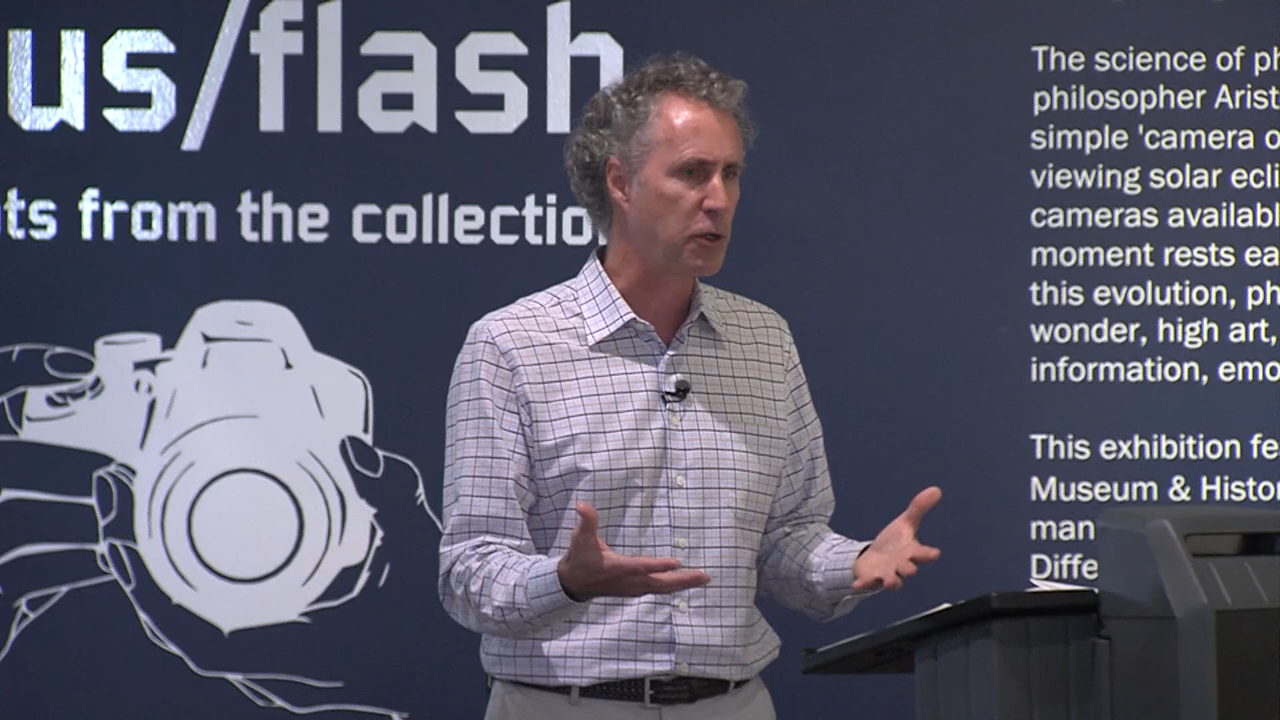 us/flash
ts from the collectio
The science of ph
philosopher Arist
simple 'camera o
viewing solar ecli
cameras availabl
moment rests ea
this evolution, ph
wonder, high art,
information, emo
This exhibition fe
Museum & Histor
man
Diffe